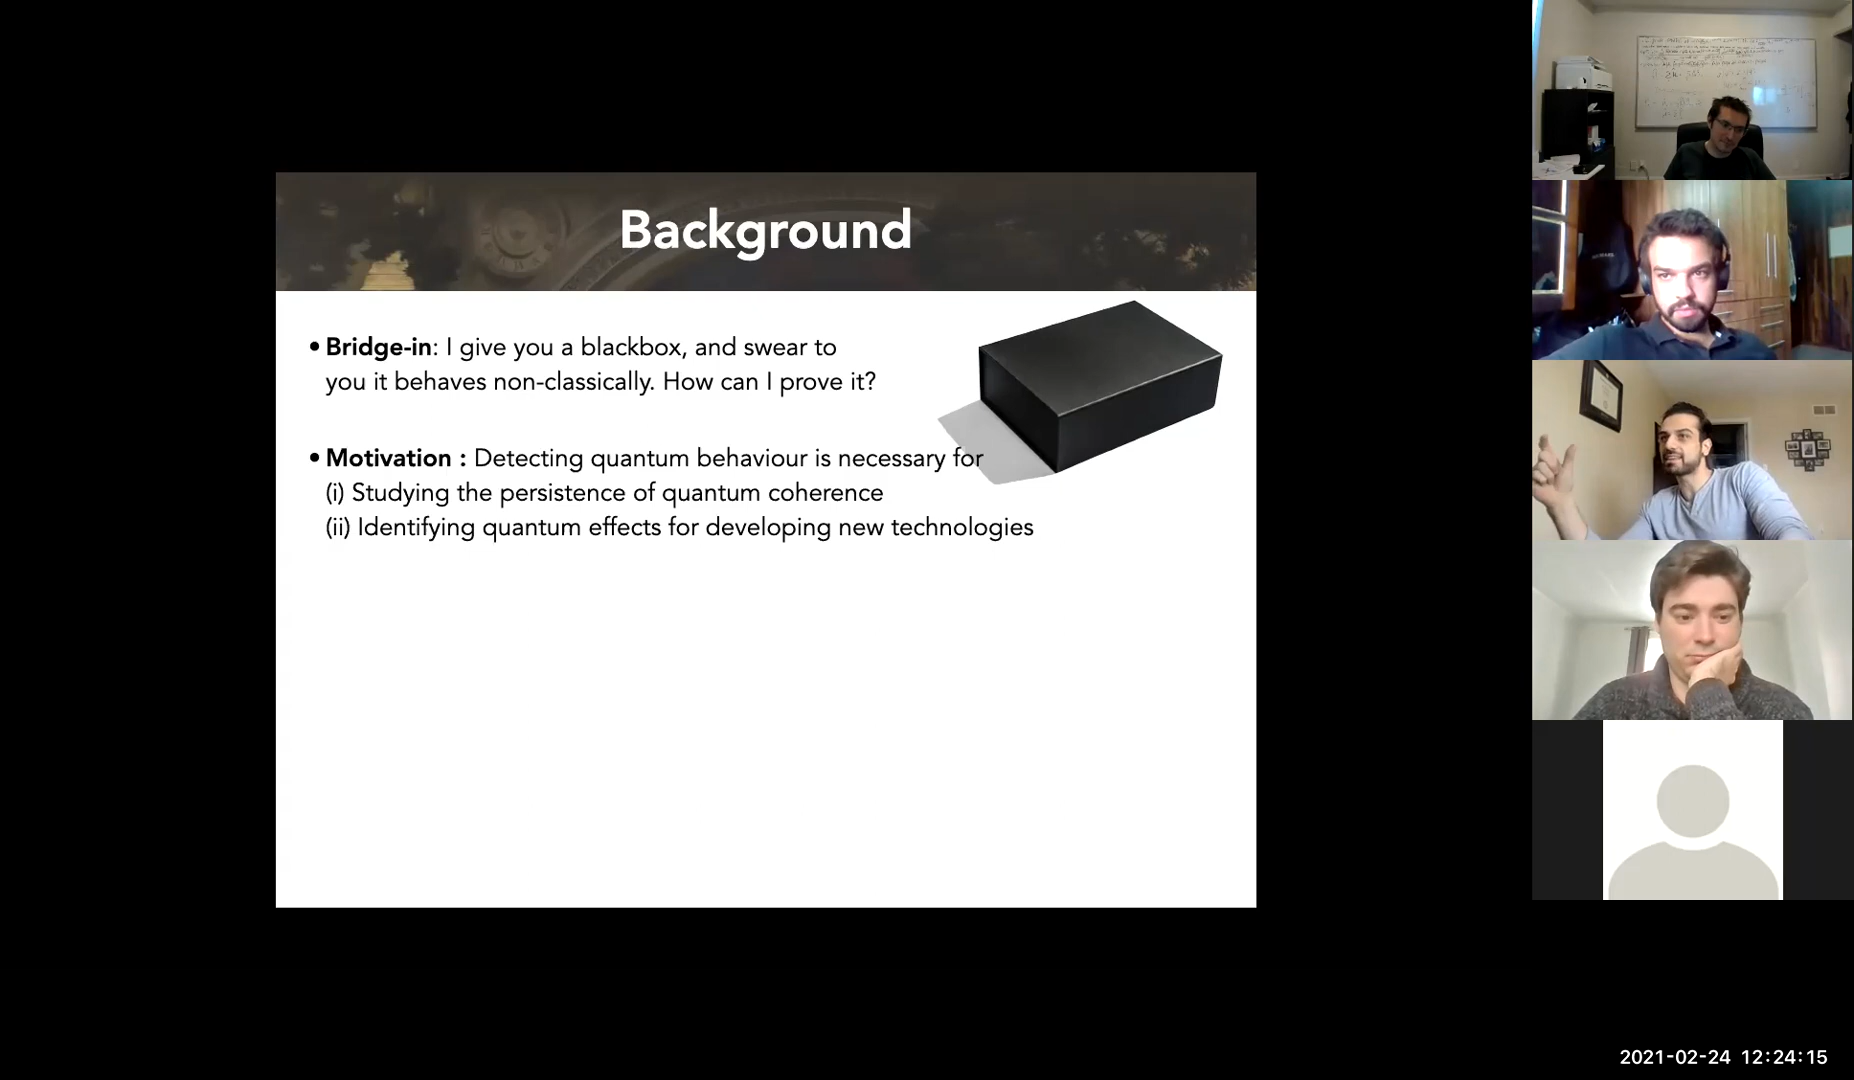 Background
• Bridge-in: I give you a blackbox, and swear to
you it behaves non-classically. How can I prove it?
• Motivation : Detecting quantum behaviour is necessary for
(i) Studying the persistence of quantum coherence
(ii) Identifying quantum effects for developing new technologies
2021-02-24 12:24:15